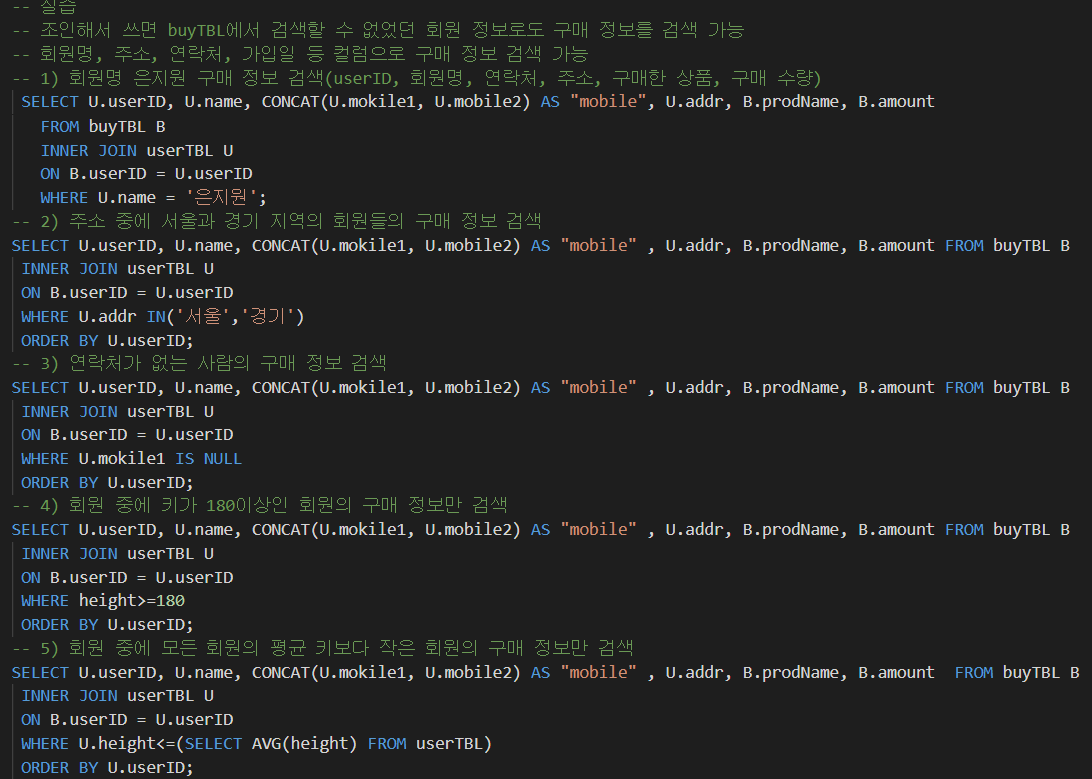 -- 실습
-- 조인해서 쓰면 buyTBL에서 검색할 수 없었던 회원 정보로도 구매 정보를 검색 가능
-- 회원명, 주소, 연락처, 가입일 등 컬럼으로 구매 정보 검색 가능
-- 1) 회원명 은지원 구매 정보 검색(userID, 회원명, 연락처, 주소, 구매한 상품, 구매 수량)
SELECT U.userID, U.name, CONCAT(U.mokile1, U.mobile2) AS "mobile", U.addr, B.prodName, B.amount
FROM buyTBL B
INNER JOIN userTBL U
ON B.userID = U.userID
WHERE U.name = '은지원';
-- 2) 주소 중에 서울과 경기 지역의 회원들의 구매 정보 검색
SELECT U.userID, U.name, CONCAT(U.mokile1, U.mobile2) AS "mobile" , U.addr, B.prodName, B.amount FROM buyTBL B
INNER JOIN userTBL U
ON B.userID = U.userID
WHERE U.addr IN('서울','경기')
ORDER BY U.userID;
-- 3) 연락처가 없는 사람의 구매 정보 검색
SELECT U.userID, U.name, CONCAT(U.mokile1, U.mobile2) AS "mobile" , U.addr, B.prodName, B.amount FROM buyTBL B
INNER JOIN userTBL U
ON B.userID = U.userID
WHERE U.mokile1 IS NULL
ORDER BY U.userID;
-- 4) 회원 중에 키가 180이상인 회원의 구매 정보만 검색
SELECT U.userID, U.name, CONCAT(U.mokile1, U.mobile2) AS "mobile" , U.addr, B.prodName, B.amount FROM buyTBL B
INNER JOIN userTBL U
ON B.userID = U.userID
WHERE height>=180
ORDER BY U.userID;
-- 5) 회원 중에 모든 회원의 평균 키보다 작은 회원의 구매 정보만 검색
SELECT U.userID, U.name, CONCAT(U.mokile1, U.mobile2) AS "mobile" , U.addr, B.prodName, B.amount  FROM buyTBL B
INNER JOIN userTBL U
ON B.userID = U.userID
WHERE U.height<=(SELECT AVG(height) FROM userTBL)
ORDER BY U.userID;